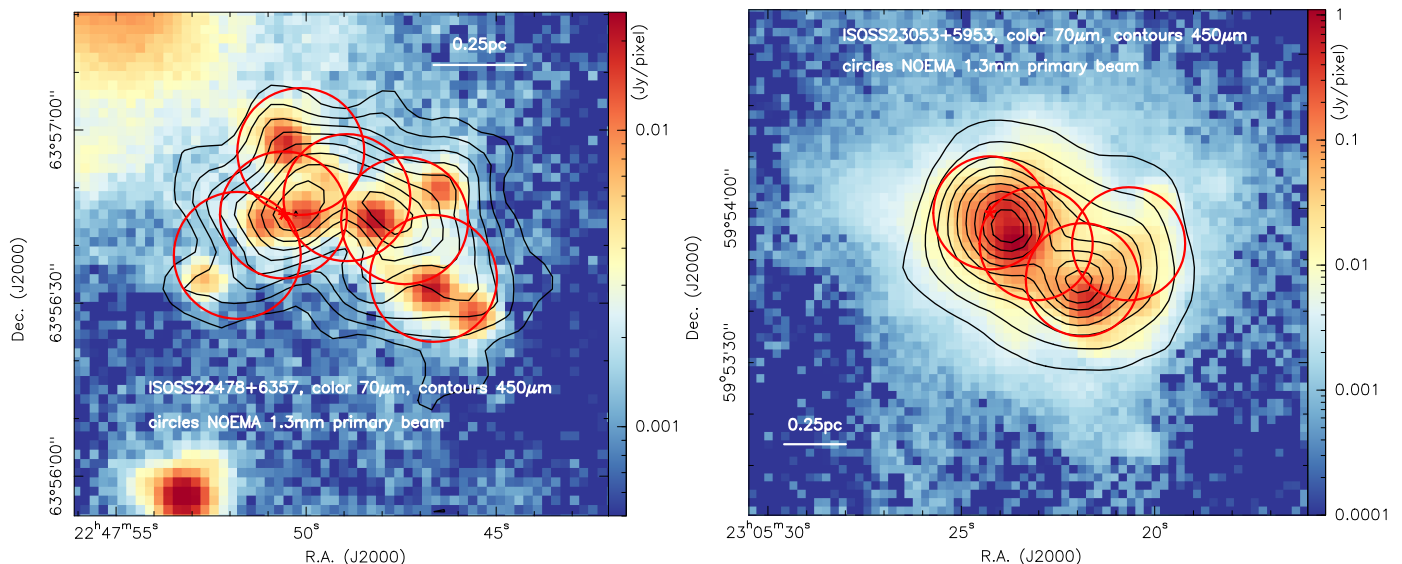 0.25pc
(Jy/pixel)
0.01
0.001
63°57'00''
63°56'30''
63°56'00''
Dec. (J2000)
ISOSS22478+6357, color 70μm, contours 450μm
circles NOEMA 1.3mm primary beam
22ʰ47ᵐ55ˢ
50ˢ
45ˢ
R.A. (J2000)
ISOSS23053+5953, color 70μm, contours 450μm
circles NOEMA 1.3mm primary beam
1
(Jy/pixel)
0.1
0.01
0.001
0.0001
59°54'00''
59°53'30''
Dec. (J2000)
0.25pc
23ʰ05ᵐ30ˢ
25ˢ
20ˢ
R.A. (J2000)